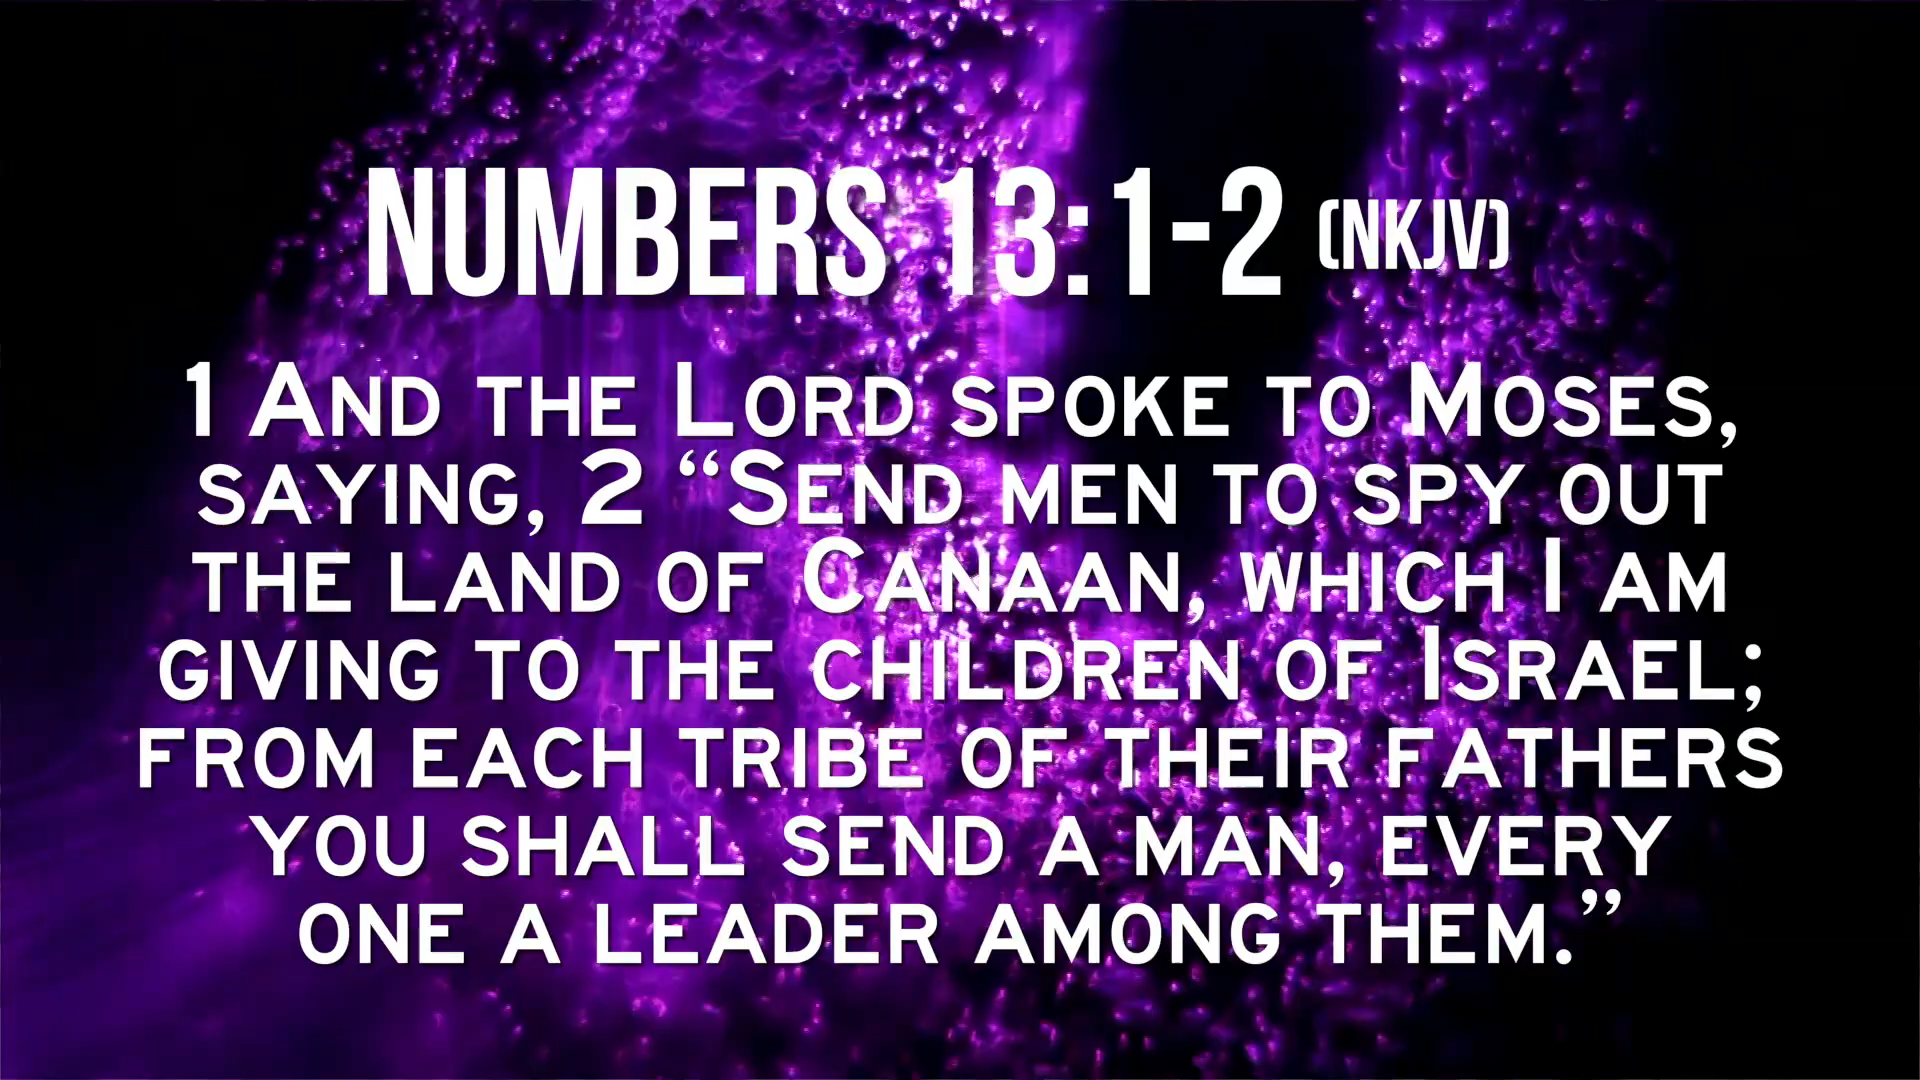 NUMBERS 13:1-2 (NKJV)
1 And the Lord spoke to Moses,
saying, 2 “Send men to spy out
the land of Canaan, which I am
giving to the children of Israel;
from each tribe of their fathers
you shall send a man, every
one a leader among them.”